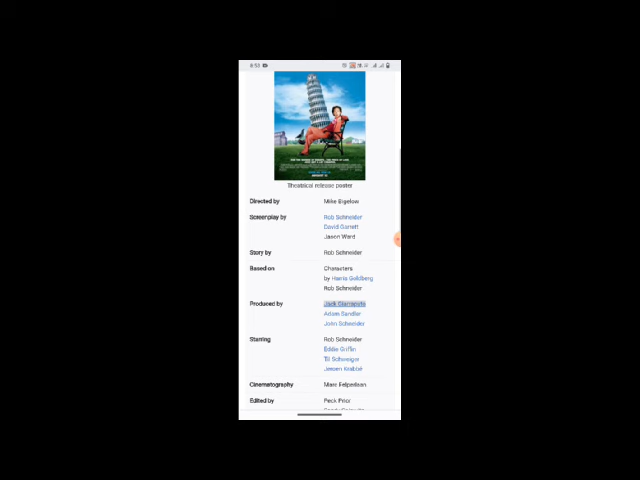 8:53
Theatrical release poster
Directed by Mike Bigelow
Screenplay by Rob Schneider
David Garrett
Jason Ward
Story by Rob Schneider
Based on Characters
by Harris Goldberg
Rob Schneider
Produced by Jack Giarraputo
Adam Sandler
John Schneider
Starring Rob Schneider
Eddie Griffin
Til Schweiger
Jeroen Krabbé
Cinematography Marc Felperlaan
Edited by Peck Prior